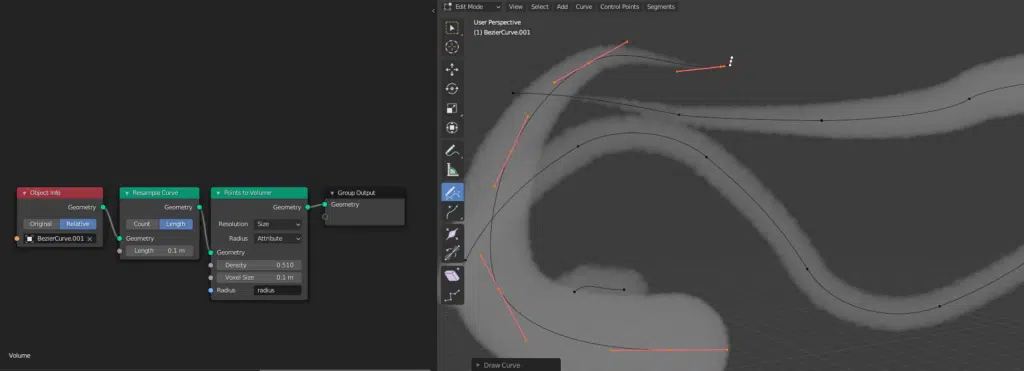 Edit Mode View Select Add Curve Control Points Segments
User Perspective
(1) BezierCurve.001
Object Info
Geometry
Original Relative
BezierCurve.001
Resample Curve
Geometry
Count Length
Geometry
Length 0.1 m
Points to Volume
Geometry
Resolution Size
Radius Attribute
Geometry
Density 0.510
Voxel Size 0.1 m
Radius radius
Group Output
Geometry
Volume
Draw Curve